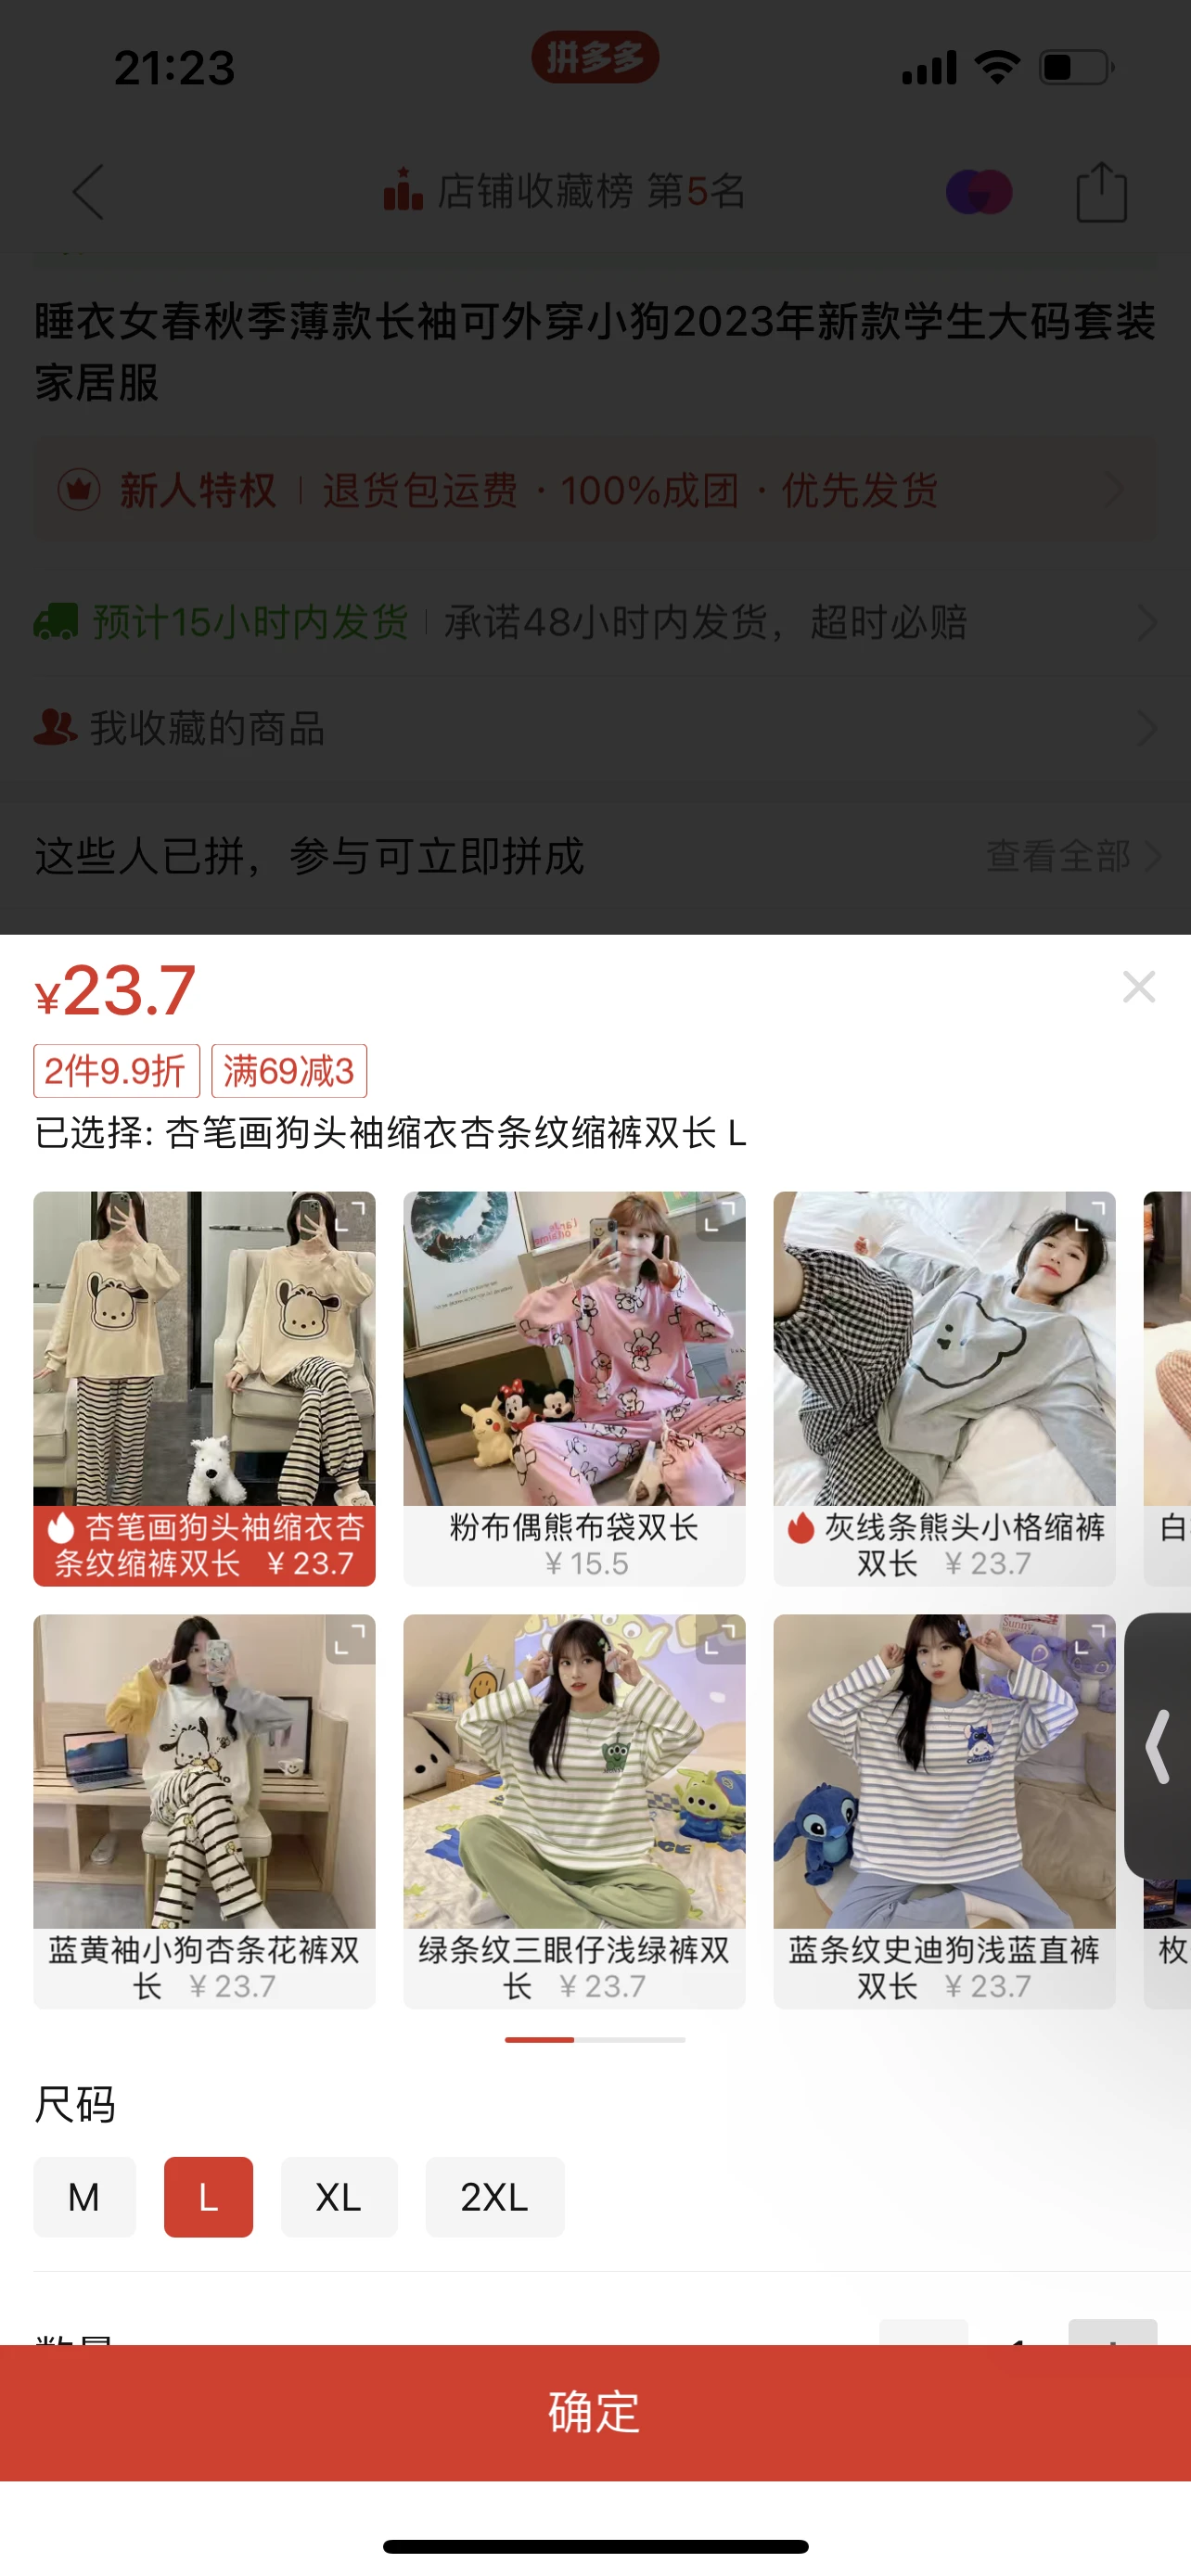 21:23
拼多多
店铺收藏榜 第5名
睡衣女春秋季薄款长袖可外穿小狗2023年新款学生大码套装
家居服
新人特权 | 退货包运费 · 100%成团 · 优先发货
预计15小时内发货 | 承诺48小时内发货，超时必赔
我收藏的商品
这些人已拼，参与可立即拼成 查看全部
¥23.7
2件9.9折 满69减3
已选择: 杏笔画狗头袖缩衣杏条纹缩裤双长 L
杏笔画狗头袖缩衣杏
条纹缩裤双长 ¥23.7
粉布偶熊布袋双长
¥15.5
灰线条熊头小格缩裤
双长 ¥23.7
白
蓝黄袖小狗杏条花裤双
长 ¥23.7
绿条纹三眼仔浅绿裤双
长 ¥23.7
蓝条纹史迪狗浅蓝直裤
双长 ¥23.7
枚
尺码
M L XL 2XL
数量 1
确定